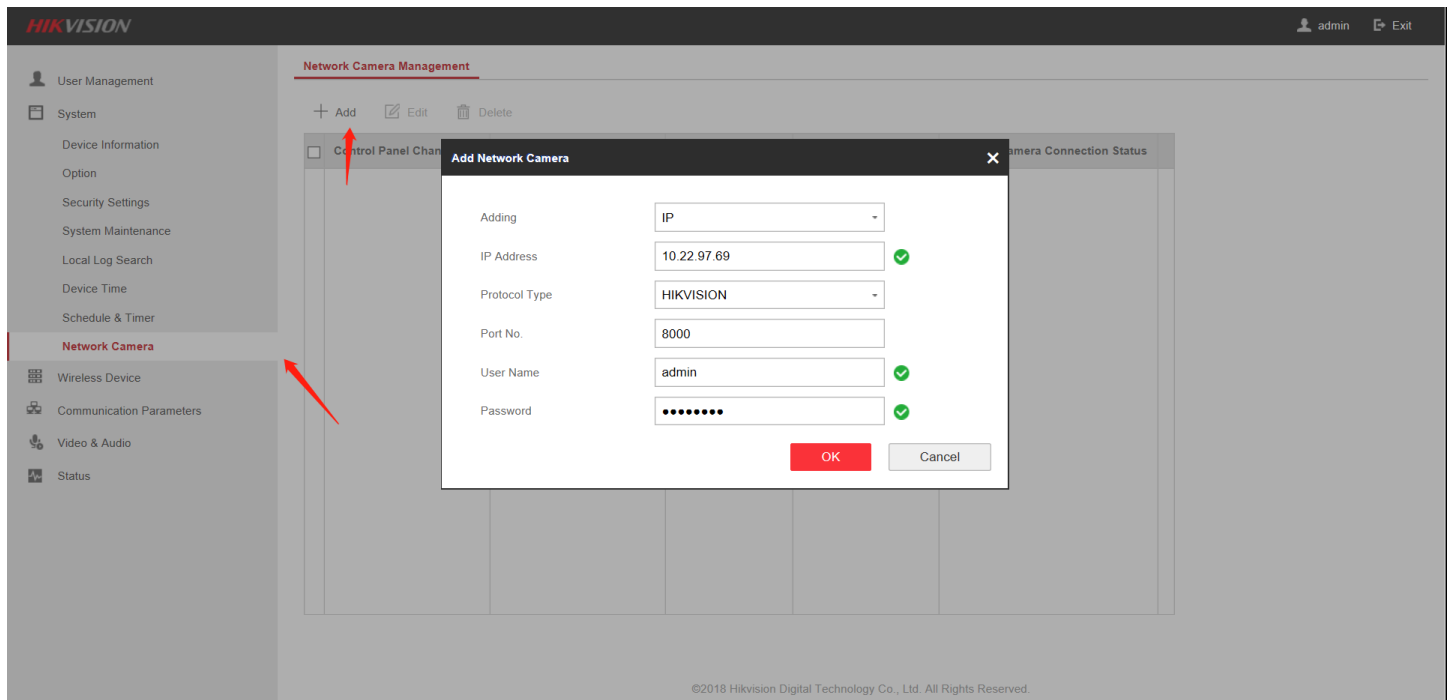 HIKVISION
admin
Exit
User Management
System
Device Information
Option
Security Settings
System Maintenance
Local Log Search
Device Time
Schedule & Timer
Network Camera
Wireless Device
Communication Parameters
Video & Audio
Status
Network Camera Management
Add Edit Delete
Control Panel Chan
Camera Connection Status
Add Network Camera
Adding IP
IP Address 10.22.97.69
Protocol Type HIKVISION
Port No. 8000
User Name admin
Password ••••••••
OK Cancel
©2018 Hikvision Digital Technology Co., Ltd. All Rights Reserved.